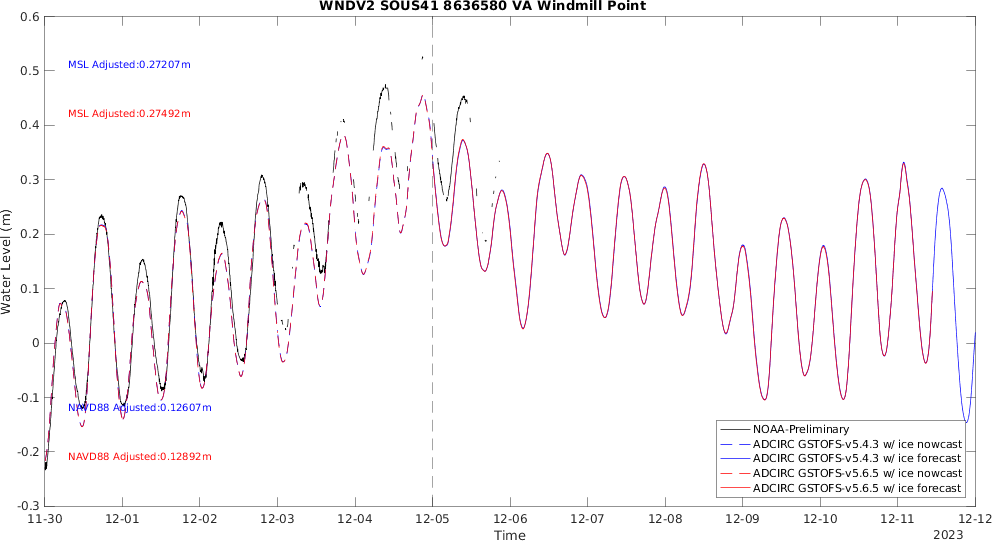 WNDV2 SOUS41 8636580 VA Windmill Point
0.6
0.5
0.4
0.3
0.2
0.1
0
-0.1
-0.2
-0.3
Water Level (m)
MSL Adjusted:0.27207m
MSL Adjusted:0.27492m
NAVD88 Adjusted:0.12607m
NAVD88 Adjusted:0.12892m
NOAA-Preliminary
ADCIRC GSTOFS-v5.4.3 w/ ice nowcast
ADCIRC GSTOFS-v5.4.3 w/ ice forecast
ADCIRC GSTOFS-v5.6.5 w/ ice nowcast
ADCIRC GSTOFS-v5.6.5 w/ ice forecast
11-30 12-01 12-02 12-03 12-04 12-05 12-06 12-07 12-08 12-09 12-10 12-11 12-12
Time
2023